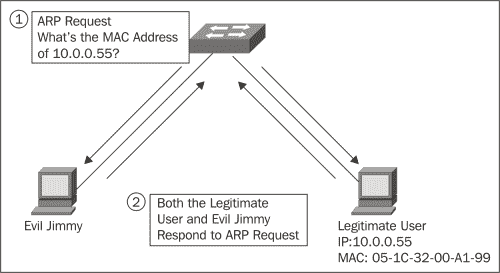 1
ARP Request
What's the MAC Address
of 10.0.0.55?
2
Both the Legitimate
User and Evil Jimmy
Respond to ARP Request
Evil Jimmy
Legitimate User
IP:10.0.0.55
MAC: 05-1C-32-00-A1-99